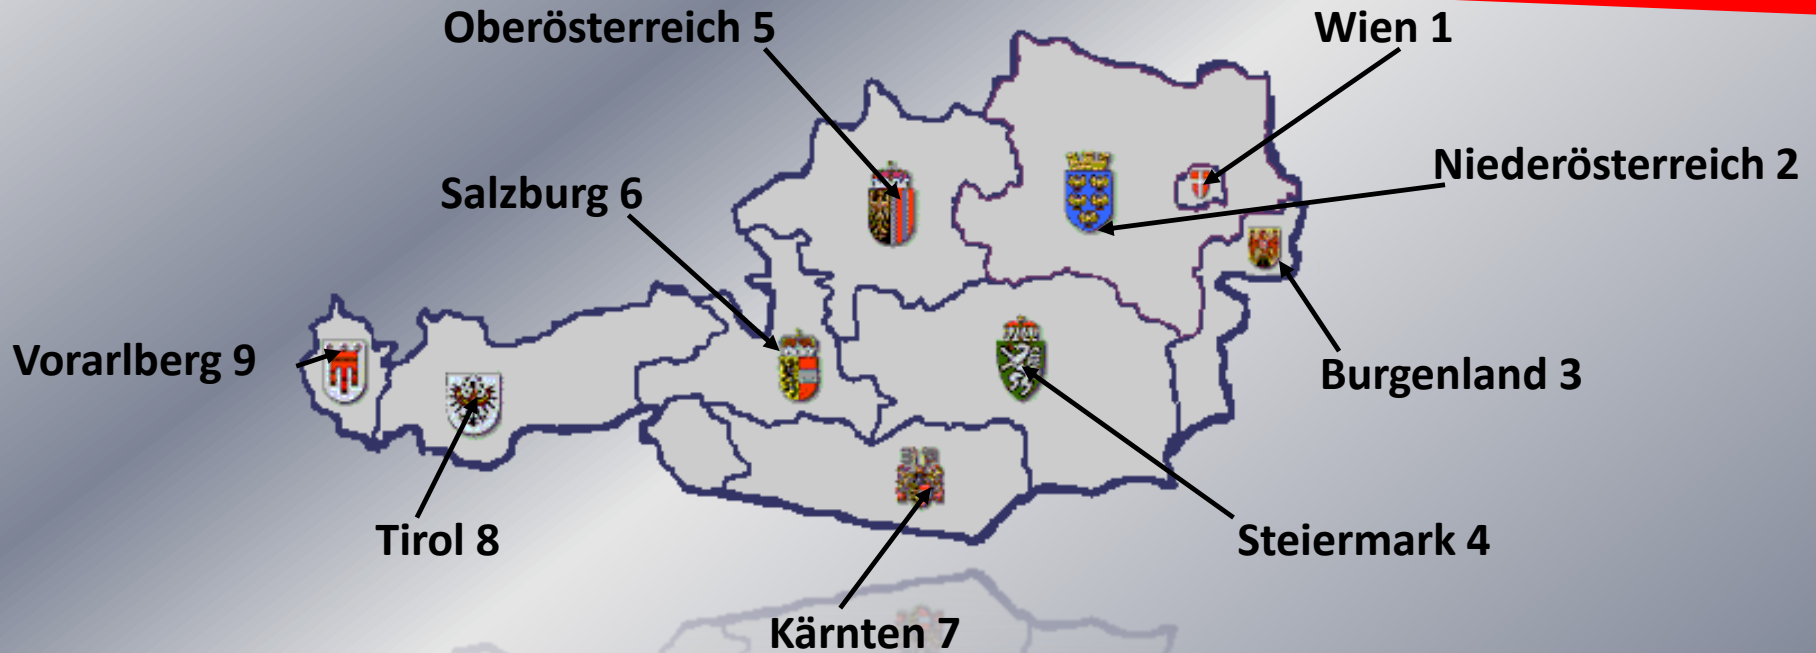 Oberösterreich 5
Wien 1
Niederösterreich 2
Salzburg 6
Vorarlberg 9
Burgenland 3
Tirol 8
Steiermark 4
Kärnten 7